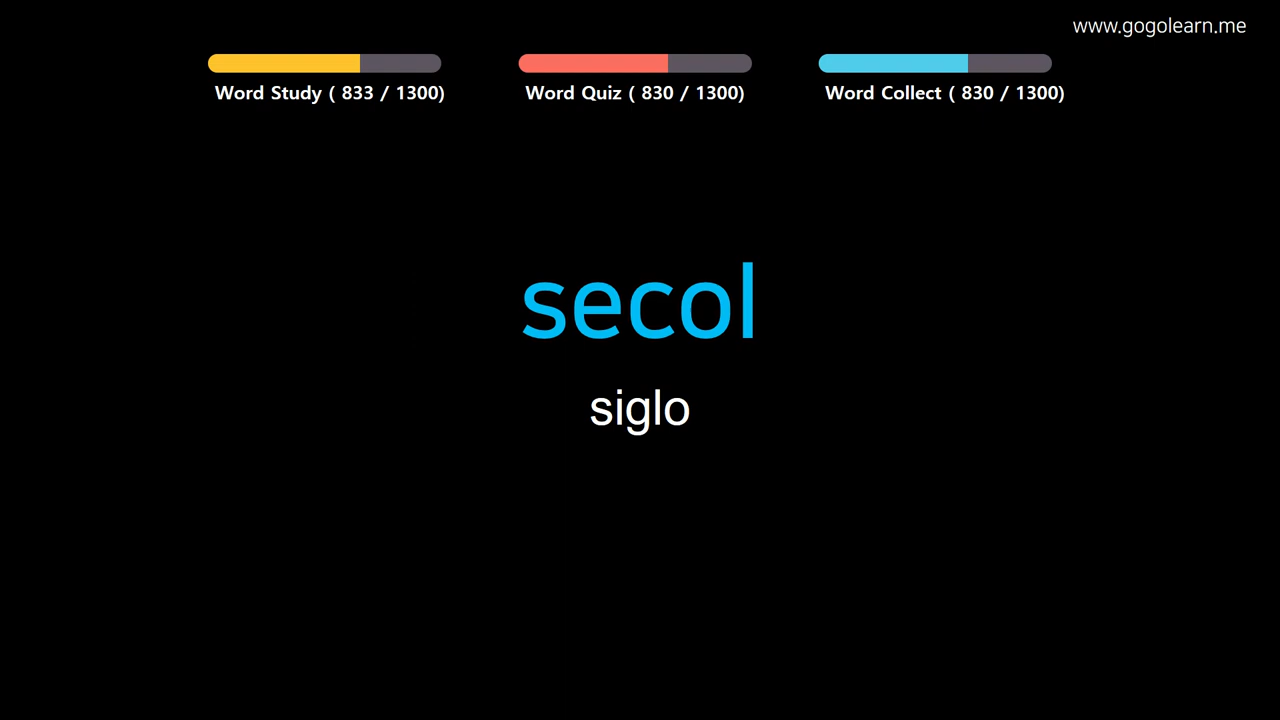 www.gogolearn.me
Word Study ( 833 / 1300)
Word Quiz ( 830 / 1300)
Word Collect ( 830 / 1300)
secol
siglo